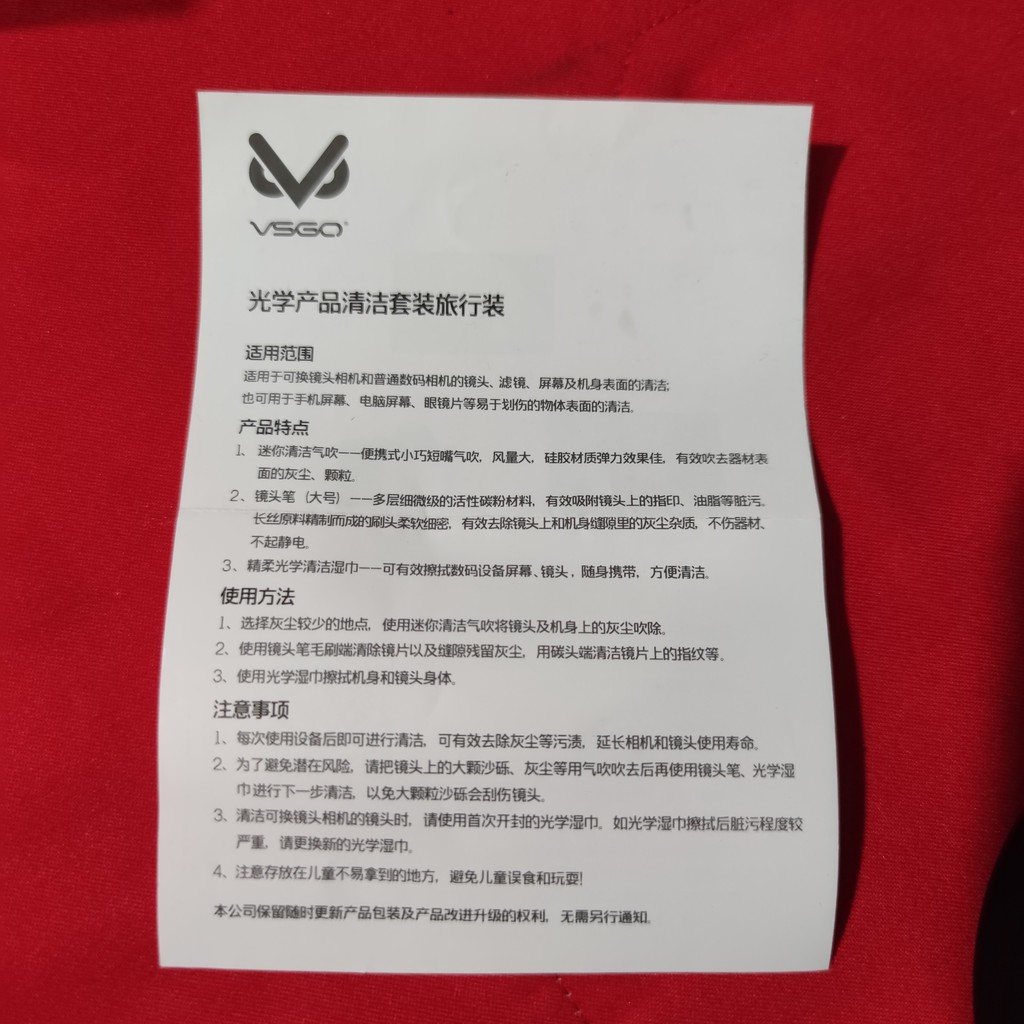 VSGO®
光学产品清洁套装旅行装
适用范围
适用于可换镜头相机和普通数码相机的镜头、滤镜、屏幕及机身表面的清洁;
也可用于手机屏幕、电脑屏幕、眼镜片等易于划伤的物体表面的清洁。
产品特点
1、迷你清洁气吹——便携式小巧短嘴气吹，风量大，硅胶材质弹力效果佳，有效吹去器材表
面的灰尘、颗粒。
2、镜头笔（大号）——多层细微级的活性碳粉材料，有效吸附镜头上的指印、油脂等脏污。
长丝原料精制而成的刷头柔软细密，有效去除镜头上和机身缝隙里的灰尘杂质，不伤器材、
不起静电。
3、精柔光学清洁湿巾——可有效擦拭数码设备屏幕、镜头，随身携带，方便清洁。
使用方法
1、选择灰尘较少的地点，使用迷你清洁气吹将镜头及机身上的灰尘吹除。
2、使用镜头笔毛刷端清除镜片以及缝隙残留灰尘，用碳头端清洁镜片上的指纹等。
3、使用光学湿巾擦拭机身和镜头身体。
注意事项
1、每次使用设备后即可进行清洁，可有效去除灰尘等污渍，延长相机和镜头使用寿命。
2、为了避免潜在风险，请把镜头上的大颗沙砾、灰尘等用气吹吹去后再使用镜头笔、光学湿
巾进行下一步清洁，以免大颗粒沙砾会刮伤镜头。
3、清洁可换镜头相机的镜头时，请使用首次开封的光学湿巾。如光学湿巾擦拭后脏污程度较
严重，请更换新的光学湿巾。
4、注意存放在儿童不易拿到的地方，避免儿童误食和玩耍!
本公司保留随时更新产品包装及产品改进升级的权利，无需另行通知。